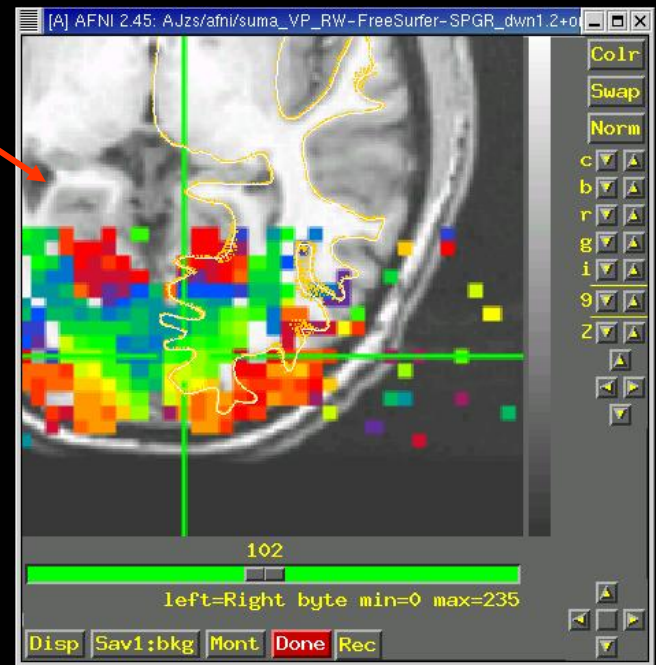 [A] AFNI 2.45: AJzs/afni/suma_VP_RW-FreeSurfer-SPGR_dwn1.2+o
Colr
Swap
Norm
c
b
r
g
i
9
Z
102
left=Right byte min=0 max=235
Disp Sav1:bkg Mont Done Rec